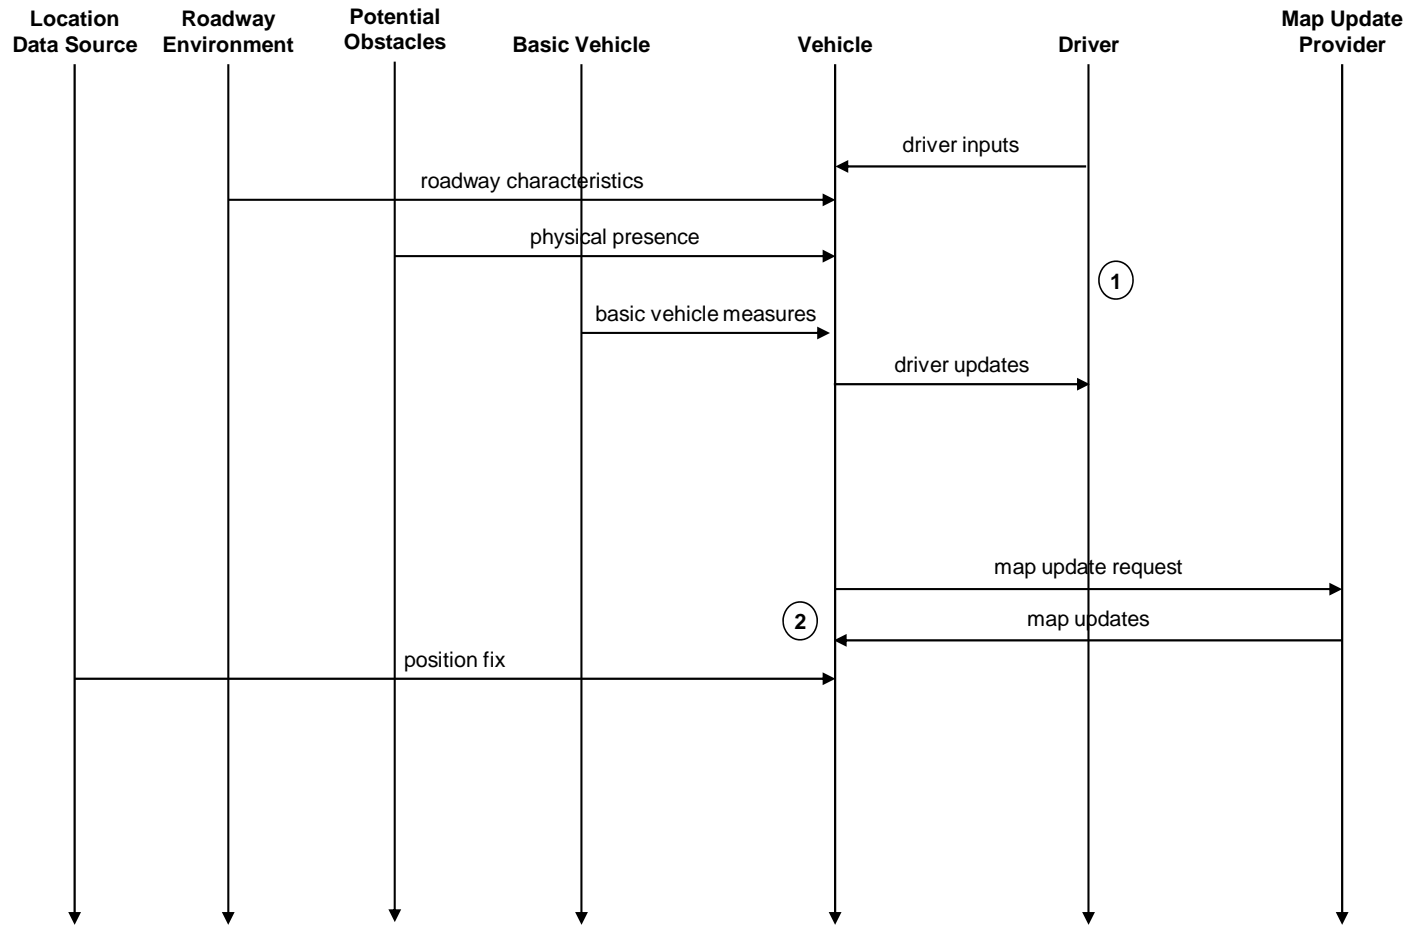 Location
Data Source
Roadway
Environment
Potential
Obstacles
Basic Vehicle
Vehicle
Driver
Map Update
Provider
driver inputs
roadway characteristics
physical presence
1
basic vehicle measures
driver updates
map update request
2
map updates
position fix